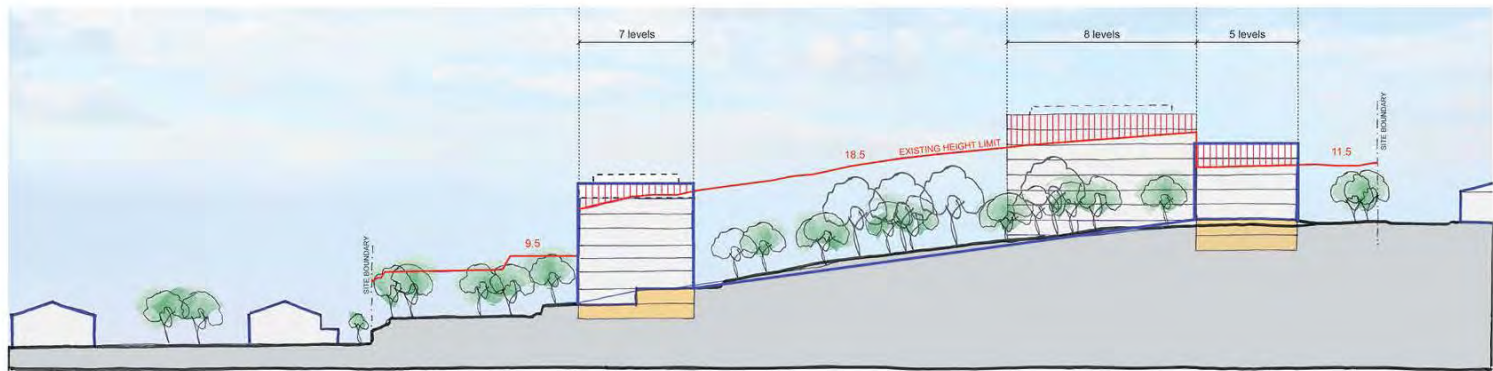 7 levels
8 levels
5 levels
SITE BOUNDARY
18.5
EXISTING HEIGHT LIMIT
11.5
9.5
SITE BOUNDARY